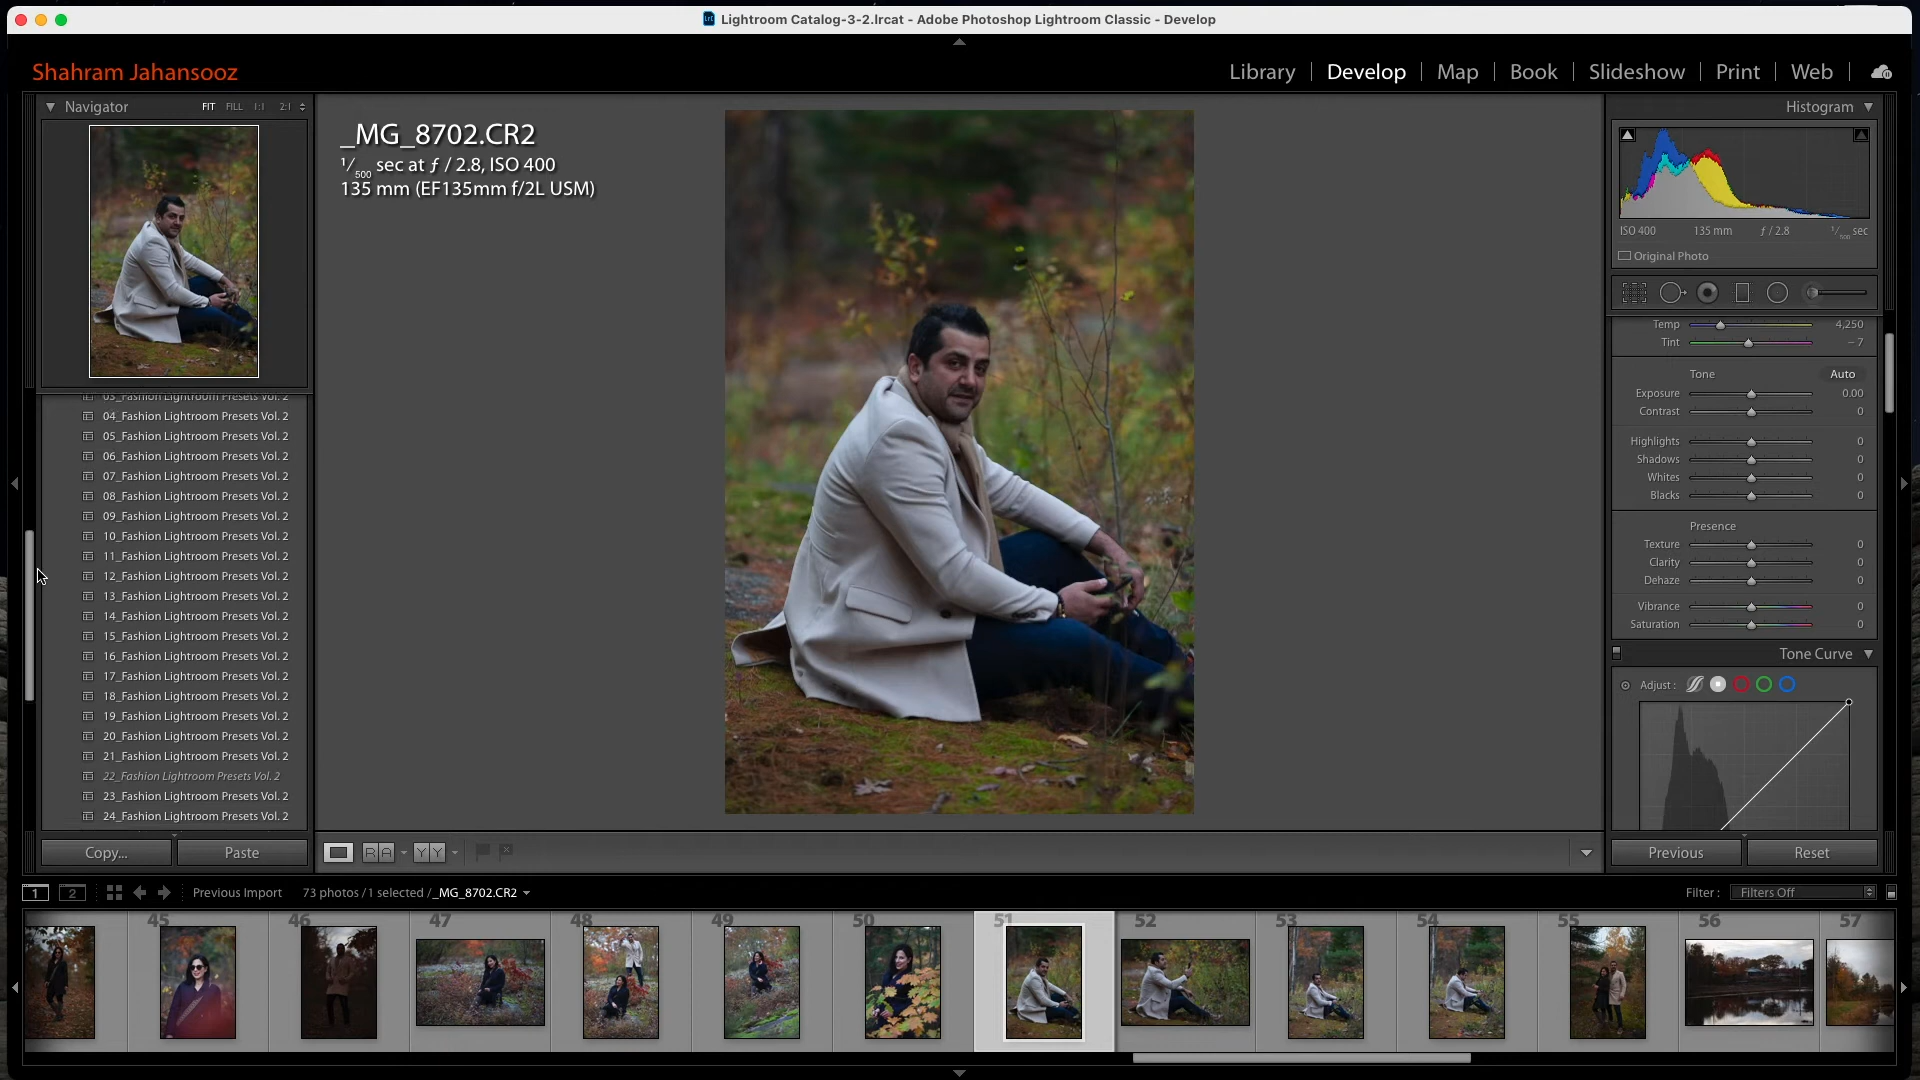 Lightroom Catalog-3-2.lrcat - Adobe Photoshop Lightroom Classic - Develop
Shahram Jahansooz
Library | Develop | Map | Book | Slideshow | Print | Web
Navigator FIT FILL 1:1 2:1
_MG_8702.CR2
1/500 sec at ƒ / 2.8, ISO 400
135 mm (EF135mm f/2L USM)
03_Fashion Lightroom Presets Vol. 2
04_Fashion Lightroom Presets Vol. 2
05_Fashion Lightroom Presets Vol. 2
06_Fashion Lightroom Presets Vol. 2
07_Fashion Lightroom Presets Vol. 2
08_Fashion Lightroom Presets Vol. 2
09_Fashion Lightroom Presets Vol. 2
10_Fashion Lightroom Presets Vol. 2
11_Fashion Lightroom Presets Vol. 2
12_Fashion Lightroom Presets Vol. 2
13_Fashion Lightroom Presets Vol. 2
14_Fashion Lightroom Presets Vol. 2
15_Fashion Lightroom Presets Vol. 2
16_Fashion Lightroom Presets Vol. 2
17_Fashion Lightroom Presets Vol. 2
18_Fashion Lightroom Presets Vol. 2
19_Fashion Lightroom Presets Vol. 2
20_Fashion Lightroom Presets Vol. 2
21_Fashion Lightroom Presets Vol. 2
22_Fashion Lightroom Presets Vol. 2
23_Fashion Lightroom Presets Vol. 2
24_Fashion Lightroom Presets Vol. 2
Copy... Paste
Histogram
ISO 400 135 mm ƒ / 2.8 1/500 sec
Original Photo
Temp 4,250
Tint – 7
Tone Auto
Exposure 0.00
Contrast 0
Highlights 0
Shadows 0
Whites 0
Blacks 0
Presence
Texture 0
Clarity 0
Dehaze 0
Vibrance 0
Saturation 0
Tone Curve
Adjust :
Previous Reset
R A Y Y
1 2 Previous Import 73 photos / 1 selected / _MG_8702.CR2
Filter : Filters Off
45 46 47 48 49 50 51 52 53 54 55 56 57